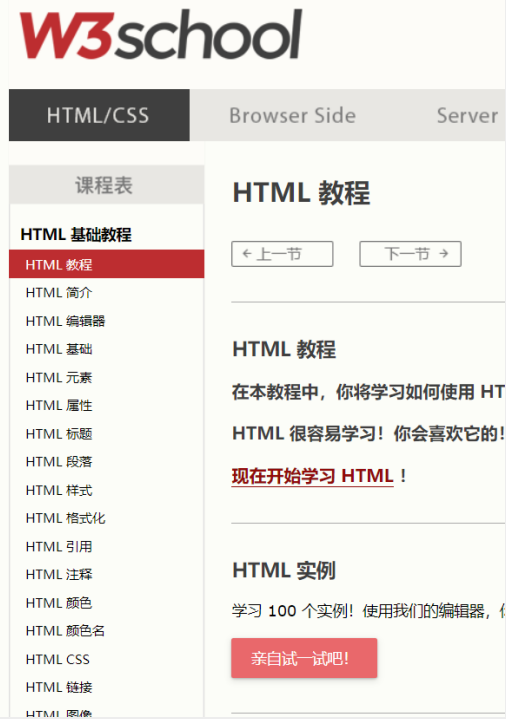 W3school
HTML/CSS
Browser Side
Server
课程表
HTML 基础教程
HTML 教程
HTML 简介
HTML 编辑器
HTML 基础
HTML 元素
HTML 属性
HTML 标题
HTML 段落
HTML 样式
HTML 格式化
HTML 引用
HTML 注释
HTML 颜色
HTML 颜色名
HTML CSS
HTML 链接
HTML 图像
HTML 教程
← 上一节
下一节 →
HTML 教程
在本教程中，你将学习如何使用 HT
HTML 很容易学习！你会喜欢它的！
现在开始学习 HTML ！
HTML 实例
学习 100 个实例！使用我们的编辑器，
亲自试一试吧！